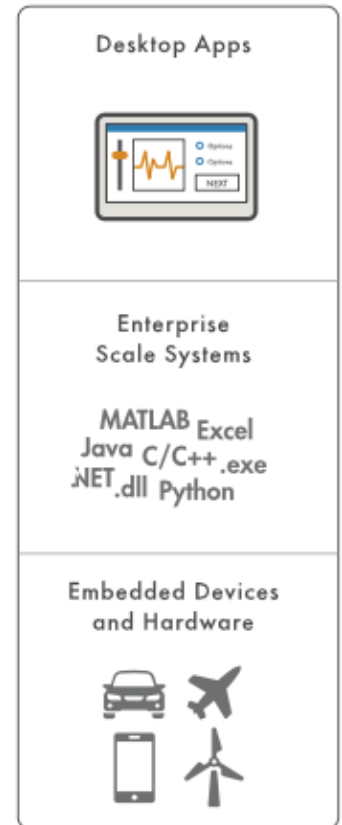 Desktop Apps
Options
Options
NEXT
Enterprise
Scale Systems
MATLAB Excel
Java C/C++ .exe
.NET .dll Python
Embedded Devices
and Hardware